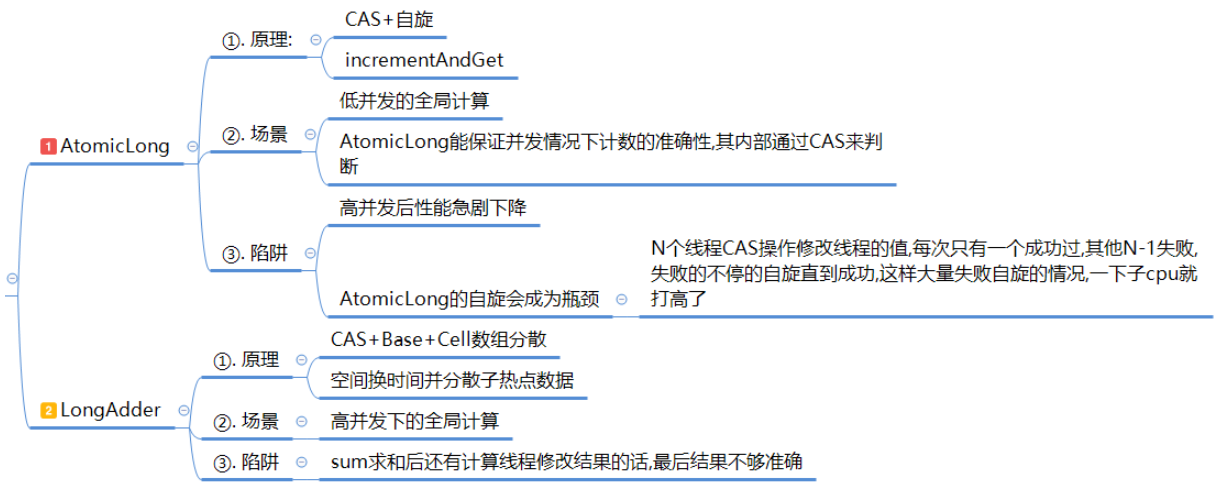 1 AtomicLong
①. 原理:
CAS+自旋
incrementAndGet
②. 场景
低并发的全局计算
AtomicLong能保证并发情况下计数的准确性,其内部通过CAS来判
断
③. 陷阱
高并发后性能急剧下降
AtomicLong的自旋会成为瓶颈
N个线程CAS操作修改线程的值,每次只有一个成功过,其他N-1失败,
失败的不停的自旋直到成功,这样大量失败自旋的情况,一下子cpu就
打高了
2 LongAdder
①. 原理
CAS+Base+Cell数组分散
空间换时间并分散子热点数据
②. 场景
高并发下的全局计算
③. 陷阱
sum求和后还有计算线程修改结果的话,最后结果不够准确